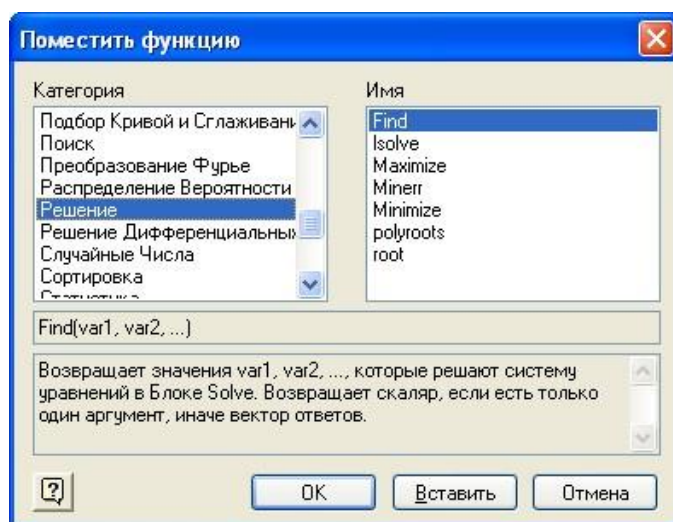 Поместить функцию
Категория
Подбор Кривой и Сглаживани
Поиск
Преобразование Фурье
Распределение Вероятности
Решение
Решение Дифференциальных
Случайные Числа
Сортировка
Статистика
Имя
Find
lsolve
Maximize
Minerr
Minimize
polyroots
root
Find(var1, var2, ...)
Возвращает значения var1, var2, ..., которые решают систему
уравнений в Блоке Solve. Возвращает скаляр, если есть только
один аргумент, иначе вектор ответов.
OK
Вставить
Отмена